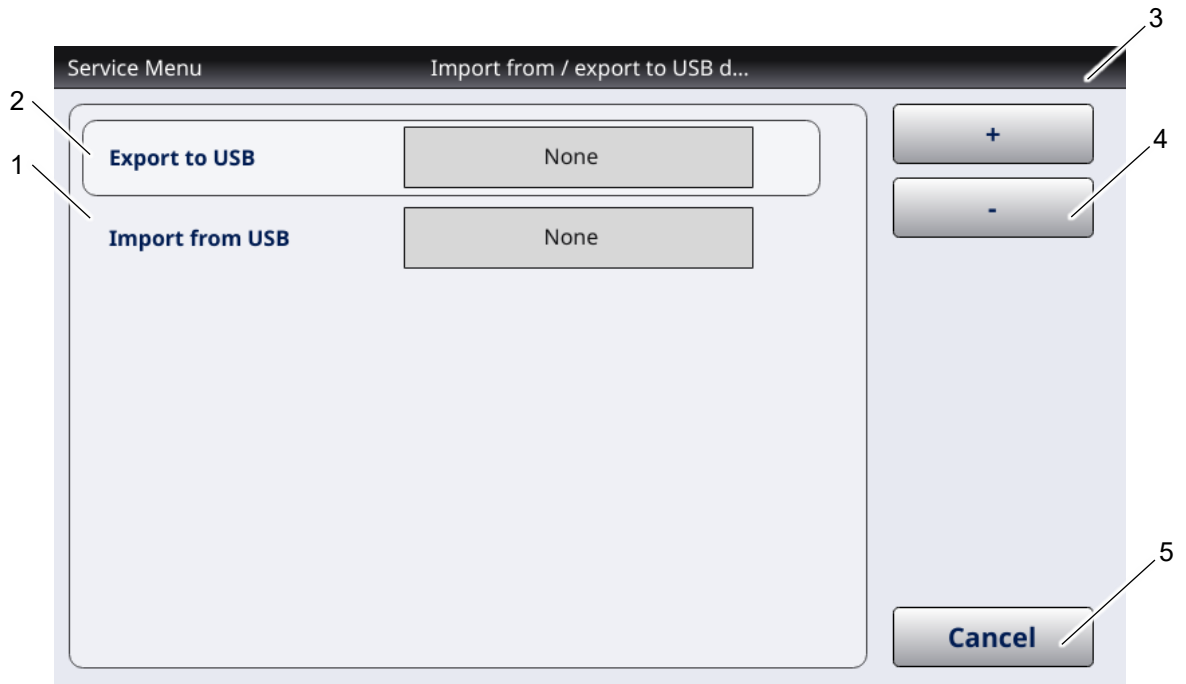 3
Service Menu Import from / export to USB d...
2
Export to USB None
+
4
1
Import from USB None
-
5
Cancel